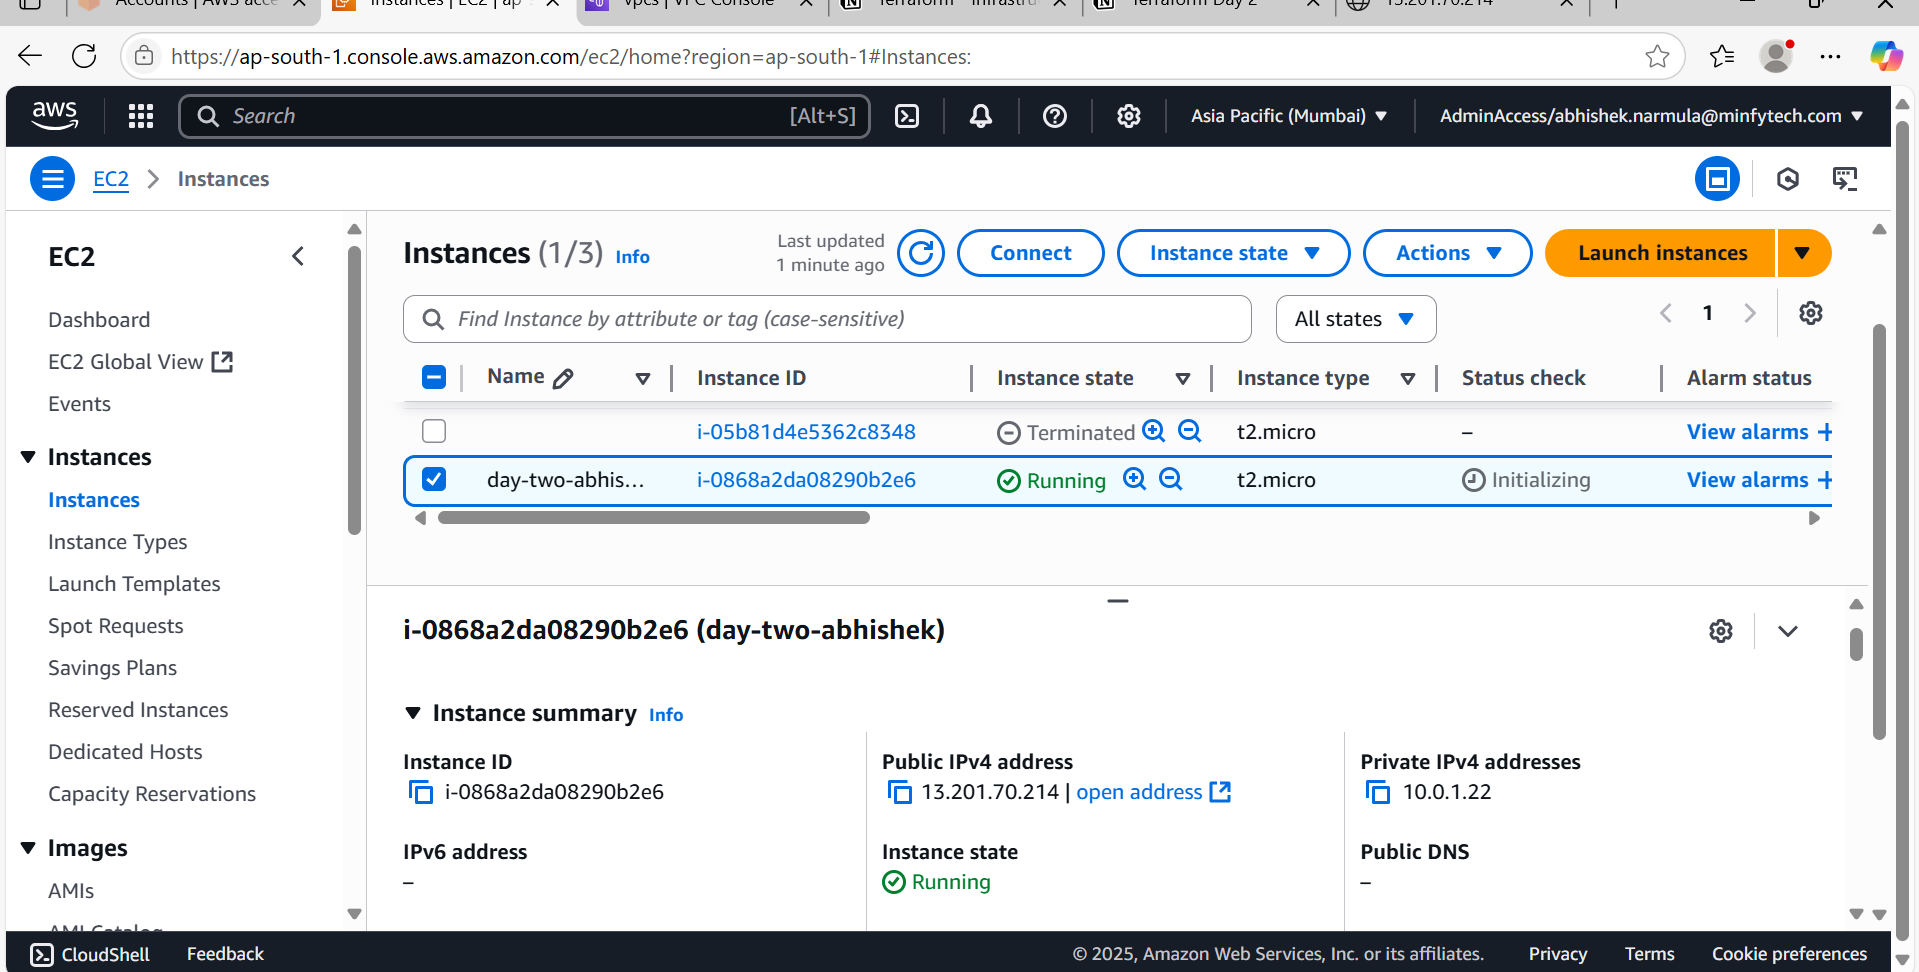 Accounts | AWS acce
Instances | EC2 | ap
vpcs | VPC Console
Terraform - Infrastru
Terraform Day 2
13.201.70.214
https://ap-south-1.console.aws.amazon.com/ec2/home?region=ap-south-1#Instances:
aws
Search
[Alt+S]
Asia Pacific (Mumbai)
AdminAccess/abhishek.narmula@minfytech.com
EC2
Instances
EC2
Dashboard
EC2 Global View
Events
Instances
Instances
Instance Types
Launch Templates
Spot Requests
Savings Plans
Reserved Instances
Dedicated Hosts
Capacity Reservations
Images
AMIs
AMI Catalog
Instances (1/3) Info
Last updated
1 minute ago
Connect
Instance state
Actions
Launch instances
Find Instance by attribute or tag (case-sensitive)
All states
1
Name Instance ID Instance state Instance type Status check Alarm status
i-05b81d4e5362c8348 Terminated t2.micro – View alarms +
day-two-abhis... i-0868a2da08290b2e6 Running t2.micro Initializing View alarms +
i-0868a2da08290b2e6 (day-two-abhishek)
Instance summary Info
Instance ID
i-0868a2da08290b2e6
Public IPv4 address
13.201.70.214 | open address
Private IPv4 addresses
10.0.1.22
IPv6 address
–
Instance state
Running
Public DNS
–
CloudShell
Feedback
© 2025, Amazon Web Services, Inc. or its affiliates.
Privacy
Terms
Cookie preferences